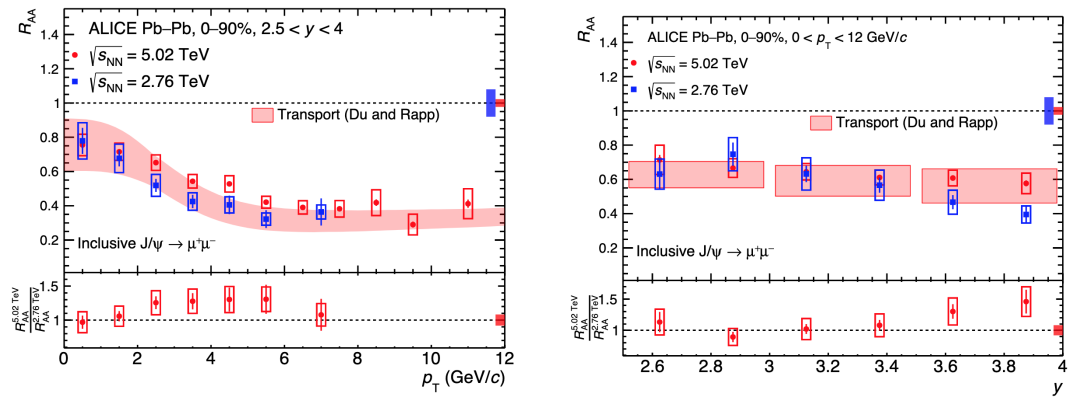 R_AA
1.4
1.2
1
0.8
0.6
0.4
0.2
ALICE Pb–Pb, 0–90%, 2.5 < y < 4
√s_NN = 5.02 TeV
√s_NN = 2.76 TeV
Transport (Du and Rapp)
Inclusive J/ψ → μ⁺μ⁻
R_AA^5.02 TeV
R_AA^2.76 TeV
1.5
1
0 2 4 6 8 10 12
p_T (GeV/c)
R_AA
1.4
1.2
1
0.8
0.6
0.4
0.2
ALICE Pb–Pb, 0–90%, 0 < p_T < 12 GeV/c
√s_NN = 5.02 TeV
√s_NN = 2.76 TeV
Transport (Du and Rapp)
Inclusive J/ψ → μ⁺μ⁻
R_AA^5.02 TeV
R_AA^2.76 TeV
1.5
1
2.6 2.8 3 3.2 3.4 3.6 3.8 4
y